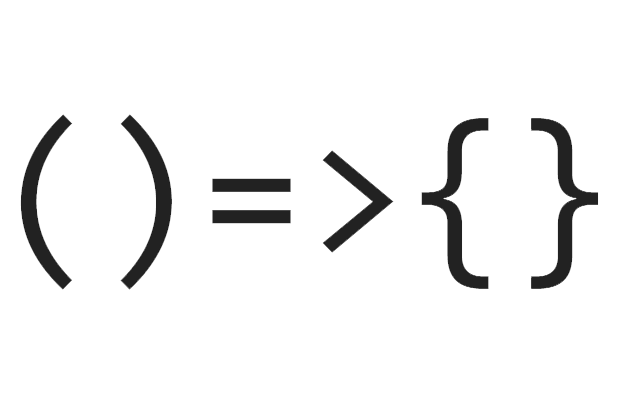 () => {}